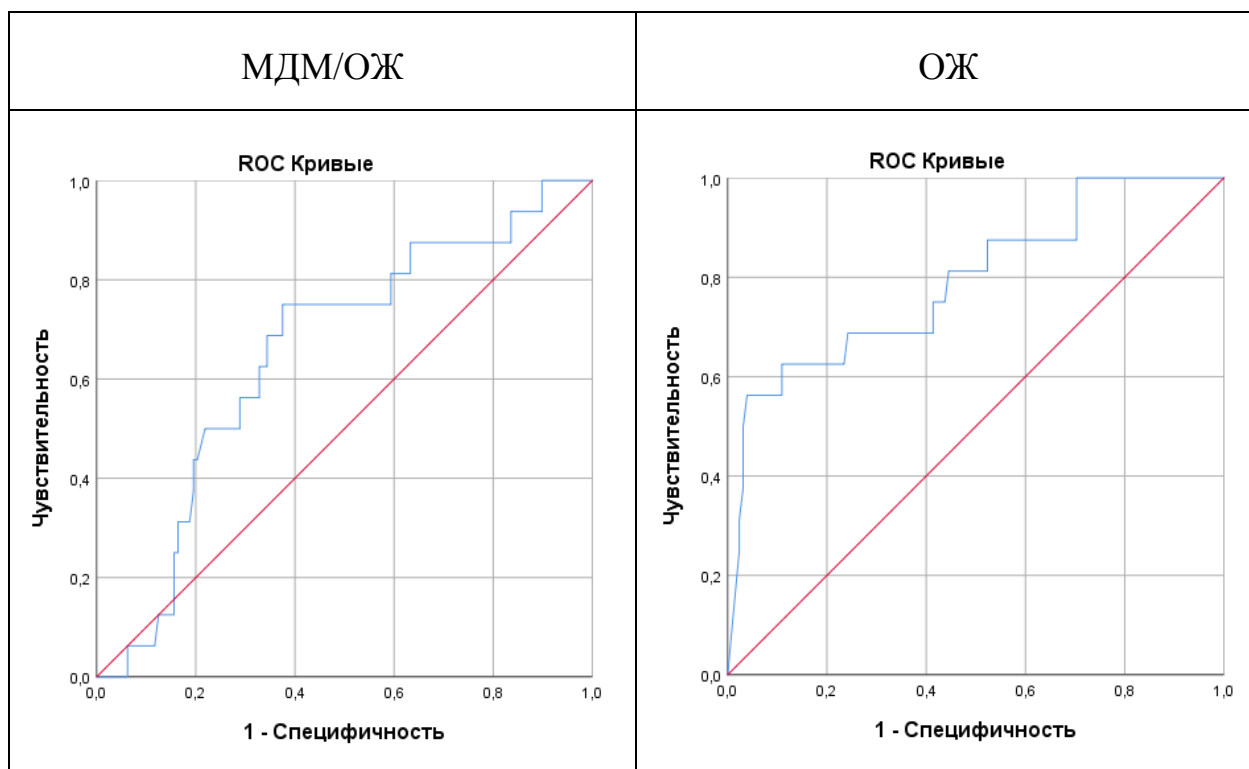 МДМ/ОЖ
ОЖ
ROC Кривые
1,0
0,8
0,6
0,4
0,2
0,0
Чувствительность
0,0 0,2 0,4 0,6 0,8 1,0
1 - Специфичность
ROC Кривые
1,0
0,8
0,6
0,4
0,2
0,0
Чувствительность
0,0 0,2 0,4 0,6 0,8 1,0
1 - Специфичность